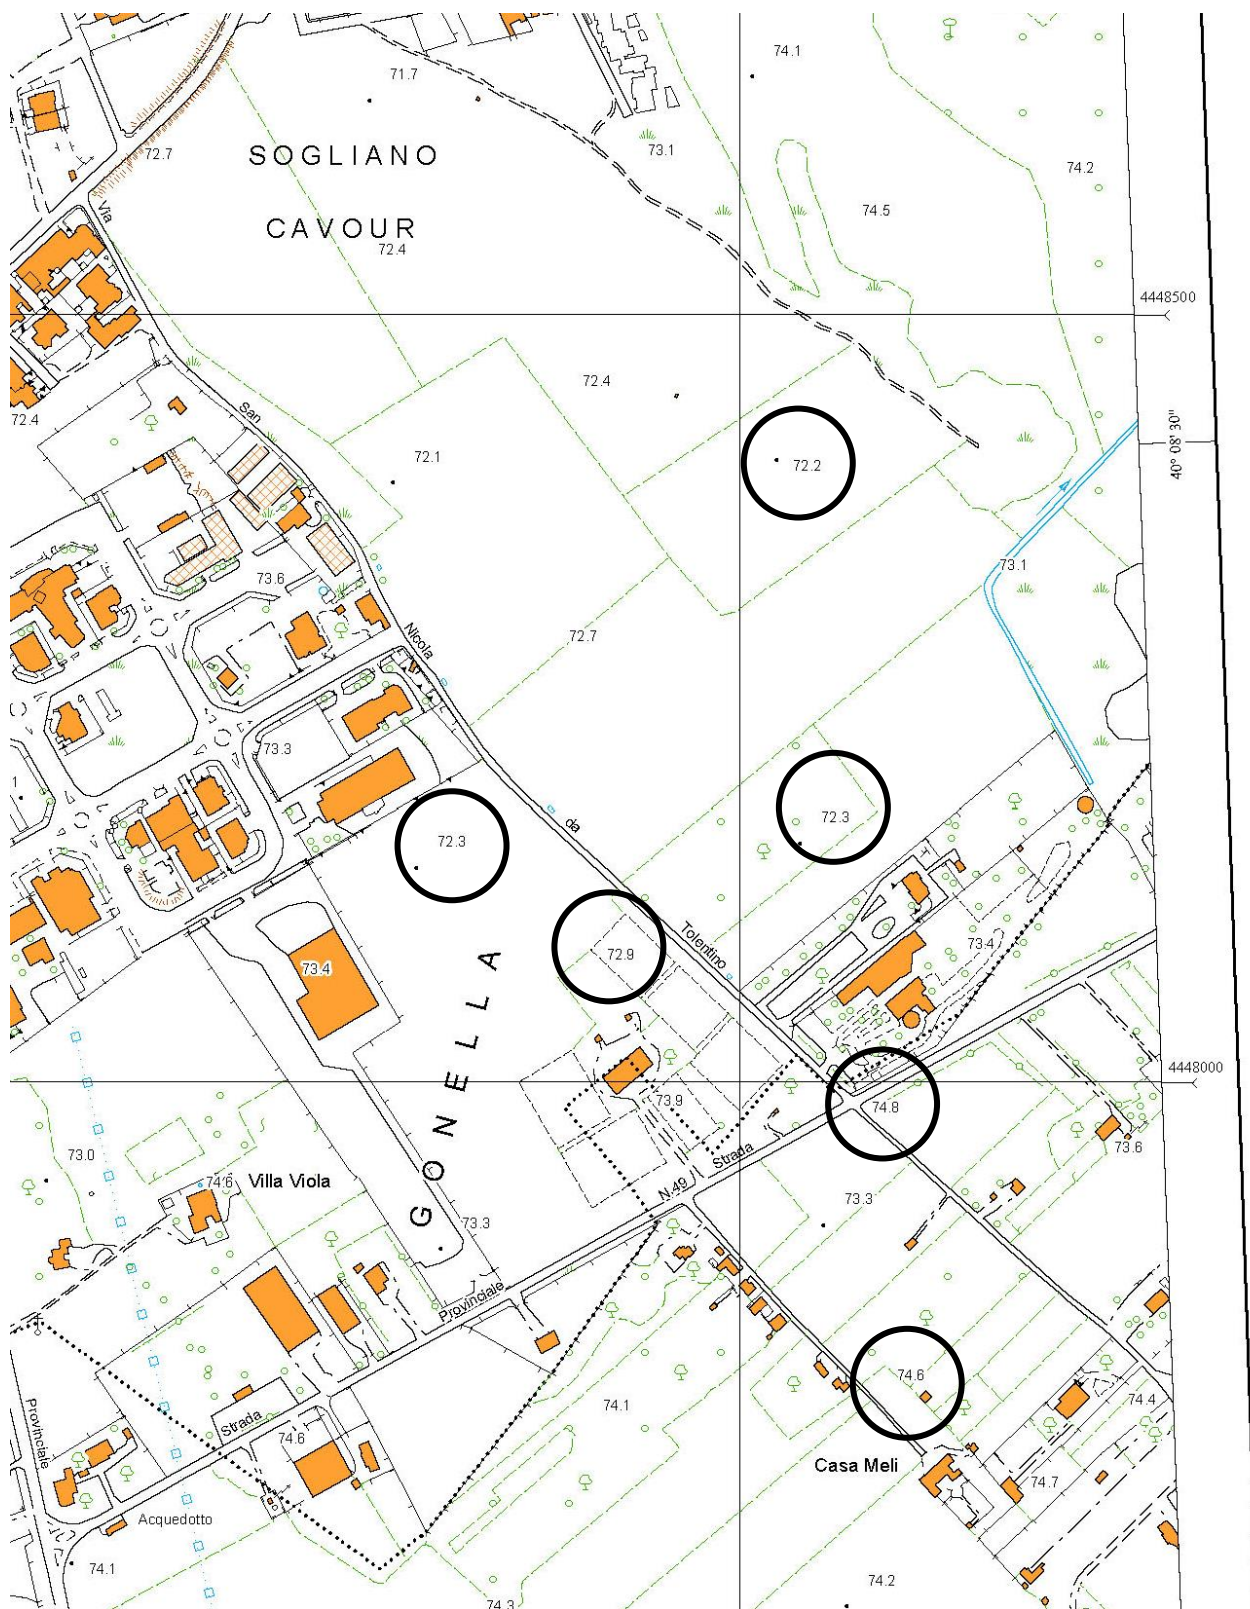 74.1
71.7
72.7
SOGLIANO
73.1
74.2
Via
74.5
CAVOUR
72.4
4448500
72.4
San
72.4
40° 08' 30"
72.1
72.2
73.1
73.6
Nicola
72.7
73.3
1
da
72.3
72.3
Tolentino
73.4
72.9
73.4
GONELLA
4448000
73.9
74.8
73.0
Strada
73.6
74.6
Villa Viola
N.49
73.3
73.3
Provinciale
74.6
74.1
74.4
Provinciale
Strada
74.6
Casa Meli
74.7
Acquedotto
74.1
74.2
74.3